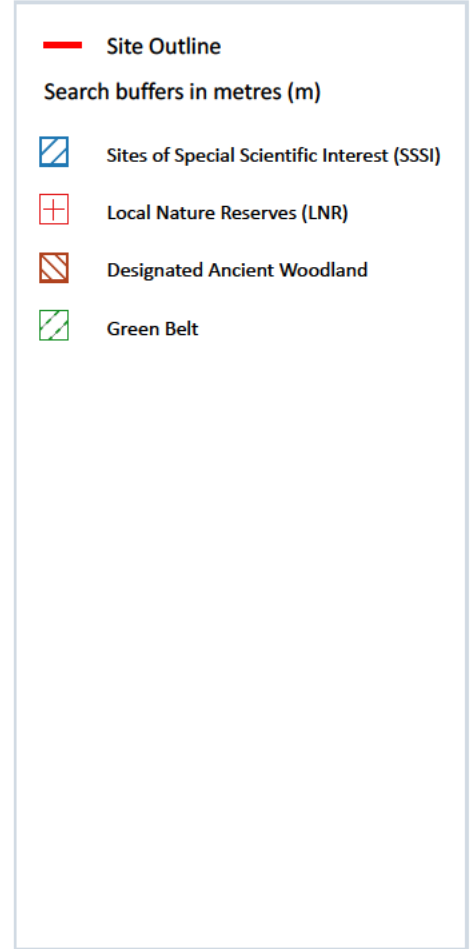 Site Outline
Search buffers in metres (m)
Sites of Special Scientific Interest (SSSI)
Local Nature Reserves (LNR)
Designated Ancient Woodland
Green Belt